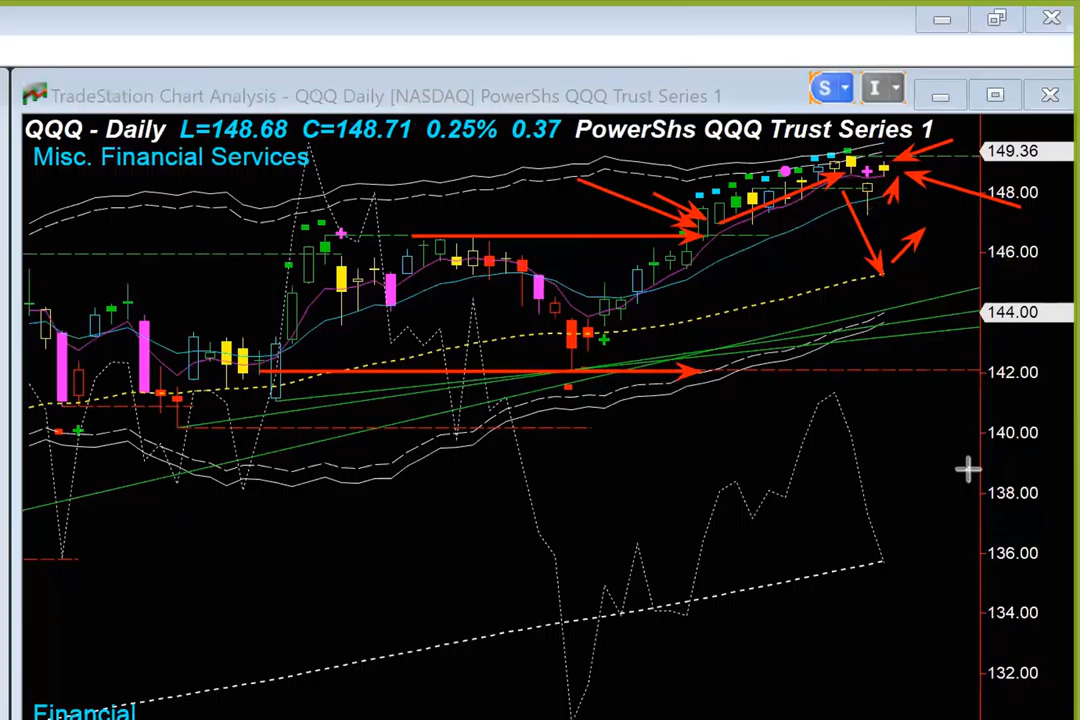 TradeStation Chart Analysis - QQQ Daily [NASDAQ] PowerShs QQQ Trust Series 1
S
I
QQQ - Daily L=148.68 C=148.71 0.25% 0.37 PowerShs QQQ Trust Series 1
Misc. Financial Services
149.36
148.00
146.00
144.00
142.00
140.00
138.00
136.00
134.00
132.00
Financial